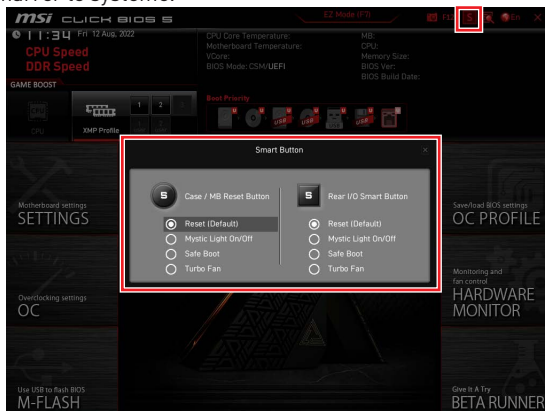 msi CLICK BIOS 5
EZ Mode (F7)
F12
S
En
X
11:34 Fri 12 Aug, 2022
CPU Speed
DDR Speed
CPU Core Temperature:
Motherboard Temperature:
VCore:
BIOS Mode: CSM/UEFI
MB:
CPU:
Memory Size:
BIOS Ver:
BIOS Build Date:
GAME BOOST
CPU
XMP Profile
1 2
Boot Priority
U U U U U U
USB USB USB
Smart Button
S Case / MB Reset Button
Reset (Default)
Mystic Light On/Off
Safe Boot
Turbo Fan
S Rear I/O Smart Button
Reset (Default)
Mystic Light On/Off
Safe Boot
Turbo Fan
Motherboard settings
SETTINGS
Overclocking settings
OC
Use USB to flash BIOS
M-FLASH
Save/load BIOS settings
OC PROFILE
Monitoring and
fan control
HARDWARE
MONITOR
Give It A Try
BETA RUNNER